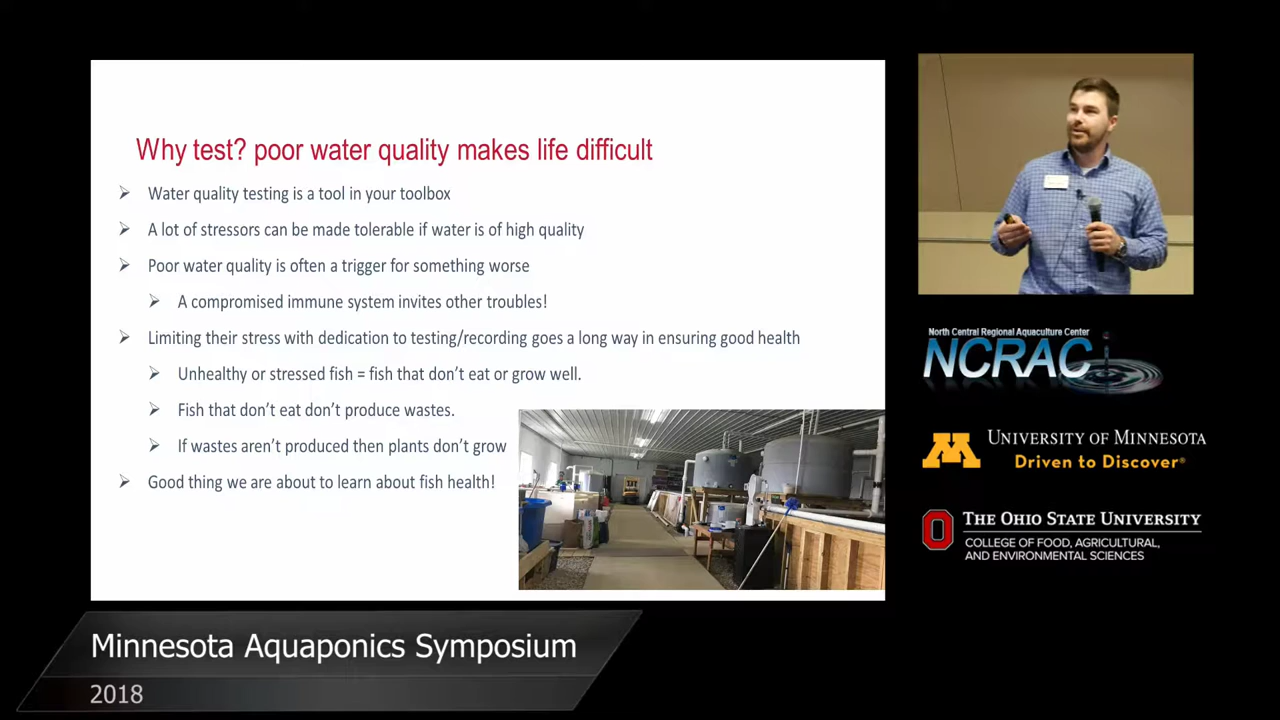 Why test? poor water quality makes life difficult
Water quality testing is a tool in your toolbox
A lot of stressors can be made tolerable if water is of high quality
Poor water quality is often a trigger for something worse
A compromised immune system invites other troubles!
Limiting their stress with dedication to testing/recording goes a long way in ensuring good health
Unhealthy or stressed fish = fish that don't eat or grow well.
Fish that don't eat don't produce wastes.
If wastes aren't produced then plants don't grow
Good thing we are about to learn about fish health!
North Central Regional Aquaculture Center
NCRAC
M
UNIVERSITY OF MINNESOTA
Driven to Discover®
O
THE OHIO STATE UNIVERSITY
COLLEGE OF FOOD, AGRICULTURAL,
AND ENVIRONMENTAL SCIENCES
Minnesota Aquaponics Symposium
2018